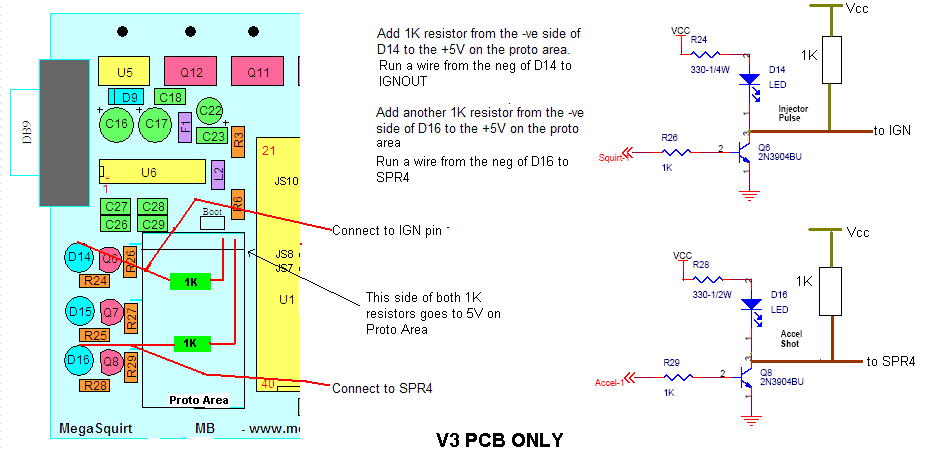 Add 1K resistor from the -ve side of
D14 to the +5V on the proto area.
Run a wire from the neg of D14 to
IGNOUT
Add another 1K resistor from the -ve
side of D16 to the +5V on the proto
area
Run a wire from the neg of D16 to
SPR4
U5
Q12
Q11
D9
C18
C16
C17
C22
F1
C23
R3
DB9
U6
1
L2
21
JS10
C27
C28
C26
C29
Boot
R6
Connect to IGN pin -
D14
Q6
R26
R24
1K
JS8
JS7
U1
This side of both 1K
resistors goes to 5V on
Proto Area
D15
Q7
R27
R25
1K
D16
Q8
R29
R28
40
Connect to SPR4
Proto Area
MegaSquirt
MB
- www.me
V3 PCB ONLY
Vcc
VCC
R24
330-1/4W
1K
D14
LED
Injector
Pulse
to IGN
R26
Squirt-1
1K
2
3
1
Q6
2N3904BU
Vcc
VCC
R28
330-1/2W
1K
D16
LED
Accel
Shot
to SPR4
R29
Accel-1
1K
2
3
1
Q8
2N3904BU